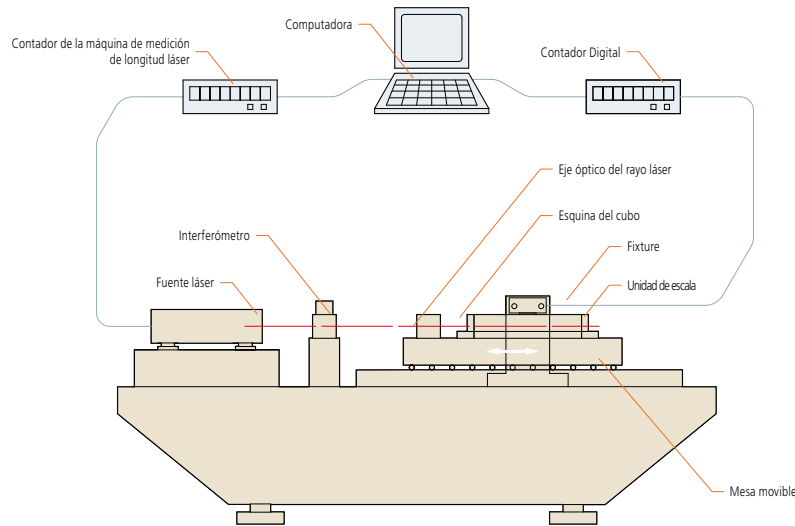 Computadora
Contador de la máquina de medición
de longitud láser
Contador Digital
Eje óptico del rayo láser
Esquina del cubo
Interferómetro
Fixture
Fuente láser
Unidad de escala
Mesa movible